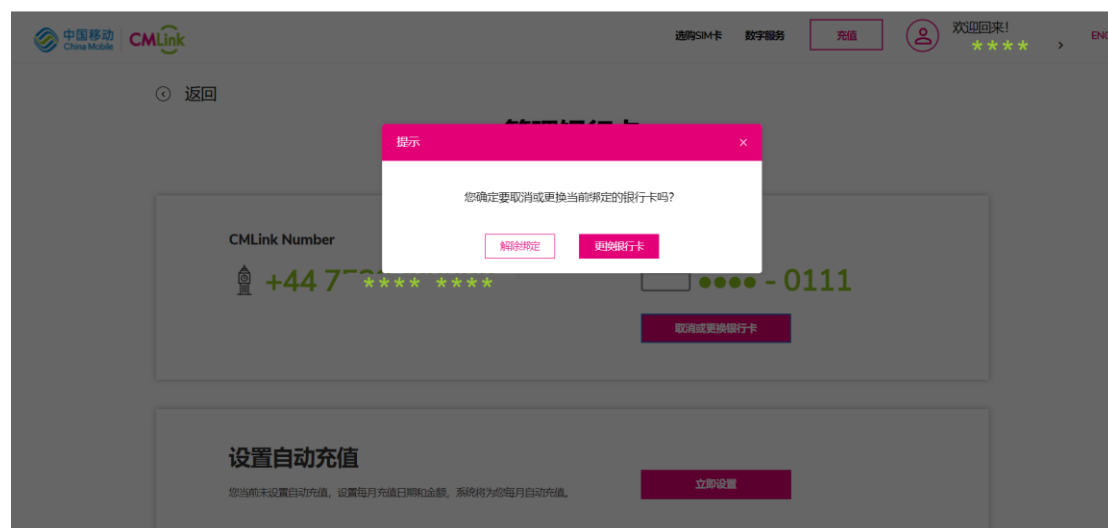 中国移动 China Mobile CMLink 选购SIM卡 数字服务 充值 欢迎回来! **** > ENG
返回
管理银行卡
提示 ×
您确定要取消或更换当前绑定的银行卡吗?
解除绑定 更换银行卡
CMLink Number
+44 7 **** **** •••• - 0111
取消或更换银行卡
设置自动充值
您当前未设置自动充值，设置每月充值日期和金额，系统将为您每月自动充值。
立即设置